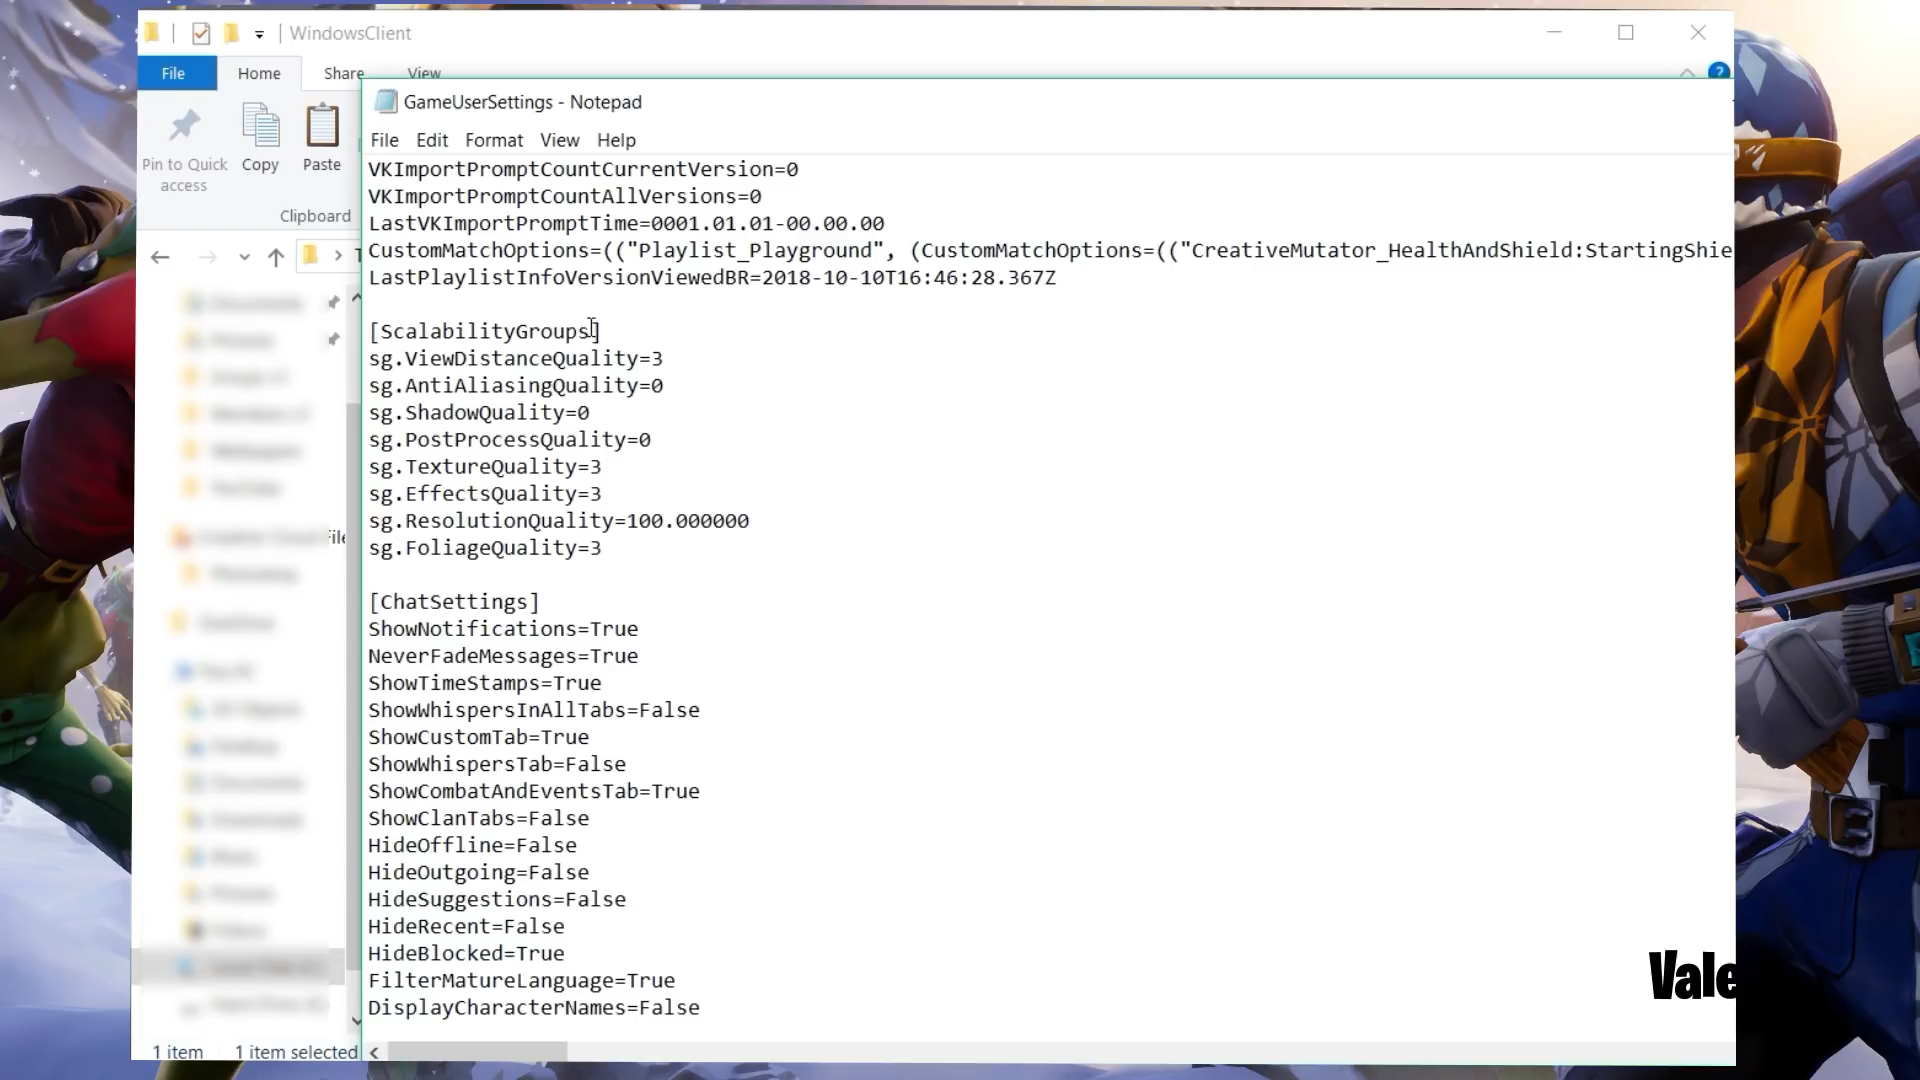 WindowsClient
File Home Share View
?
GameUserSettings - Notepad
File Edit Format View Help
Pin to Quick access
Copy
Paste
Clipboard
VKImportPromptCountCurrentVersion=0
VKImportPromptCountAllVersions=0
LastVKImportPromptTime=0001.01.01-00.00.00
CustomMatchOptions=(("Playlist_Playground", (CustomMatchOptions=(("CreativeMutator_HealthAndShield:StartingShie
LastPlaylistInfoVersionViewedBR=2018-10-10T16:46:28.367Z
[ScalabilityGroups]
sg.ViewDistanceQuality=3
sg.AntiAliasingQuality=0
sg.ShadowQuality=0
sg.PostProcessQuality=0
sg.TextureQuality=3
sg.EffectsQuality=3
sg.ResolutionQuality=100.000000
sg.FoliageQuality=3
[ChatSettings]
ShowNotifications=True
NeverFadeMessages=True
ShowTimeStamps=True
ShowWhispersInAllTabs=False
ShowCustomTab=True
ShowWhispersTab=False
ShowCombatAndEventsTab=True
ShowClanTabs=False
HideOffline=False
HideOutgoing=False
HideSuggestions=False
HideRecent=False
HideBlocked=True
FilterMatureLanguage=True
DisplayCharacterNames=False
Vale
1 item 1 item selected